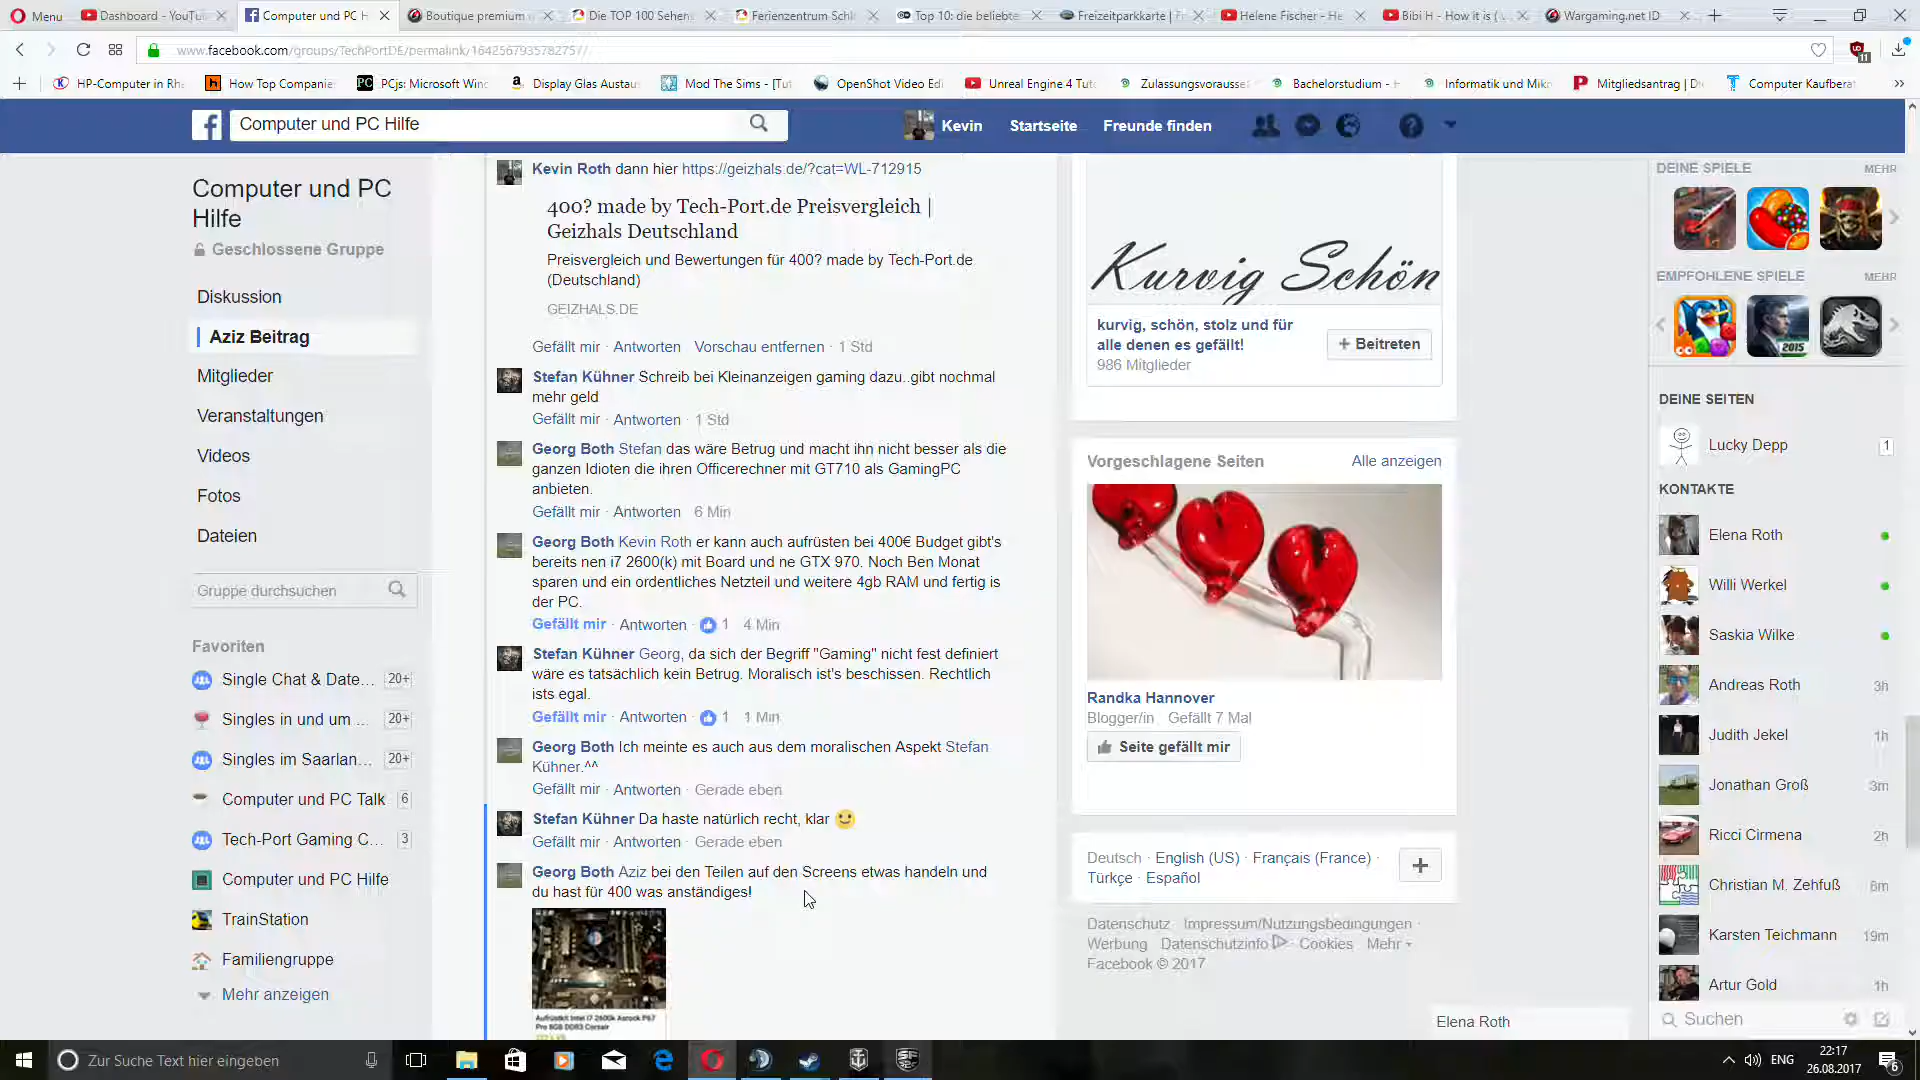 Menu
Dashboard - YouTu
Computer und PC H
Boutique premium
Die TOP 100 Sehen
Ferienzentrum Schl
Top 10: die beliebte
Freizeitparkkarte |
Helene Fischer - He
Bibi H - How it is (
Wargaming.net ID
www.facebook.com/groups/TechPortDE/permalink/1642567935782757/
11
HP-Computer in Rh
How Top Companie
PCjs: Microsoft Winc
Display Glas Austau
Mod The Sims - [Tut
OpenShot Video Edi
Unreal Engine 4 Tut
Zulassungsvorausse
Bachelorstudium - H
Informatik und Mikr
Mitgliedsantrag | Di
Computer Kaufberat
Computer und PC Hilfe
Kevin
Startseite
Freunde finden
Computer und PC
Hilfe
Geschlossene Gruppe
Diskussion
Aziz Beitrag
Mitglieder
Veranstaltungen
Videos
Fotos
Dateien
Gruppe durchsuchen
Favoriten
Single Chat & Date... 20+
Singles in und um ... 20+
Singles im Saarlan... 20+
Computer und PC Talk 6
Tech-Port Gaming C... 3
Computer und PC Hilfe
TrainStation
Familiengruppe
Mehr anzeigen
Kevin Roth dann hier https://geizhals.de/?cat=WL-712915
400? made by Tech-Port.de Preisvergleich |
Geizhals Deutschland
Preisvergleich und Bewertungen für 400? made by Tech-Port.de
(Deutschland)
GEIZHALS.DE
Gefällt mir · Antworten Vorschau entfernen · 1 Std
Stefan Kühner Schreib bei Kleinanzeigen gaming dazu..gibt nochmal
mehr geld
Gefällt mir · Antworten · 1 Std
Georg Both Stefan das wäre Betrug und macht ihn nicht besser als die
ganzen Idioten die ihren Officerechner mit GT710 als GamingPC
anbieten.
Gefällt mir · Antworten · 6 Min
Georg Both Kevin Roth er kann auch aufrüsten bei 400€ Budget gibt's
bereits nen i7 2600(k) mit Board und ne GTX 970. Noch Ben Monat
sparen und ein ordentliches Netzteil und weitere 4gb RAM und fertig is
der PC.
Gefällt mir · Antworten · 1 · 4 Min
Stefan Kühner Georg, da sich der Begriff "Gaming" nicht fest definiert
wäre es tatsächlich kein Betrug. Moralisch ist's beschissen. Rechtlich
ists egal.
Gefällt mir · Antworten · 1 · 1 Min
Georg Both Ich meinte es auch aus dem moralischen Aspekt Stefan
Kühner.^^
Gefällt mir · Antworten · Gerade eben
Stefan Kühner Da haste natürlich recht, klar
Gefällt mir · Antworten · Gerade eben
Georg Both Aziz bei den Teilen auf den Screens etwas handeln und
du hast für 400 was anständiges!
Aufrüstkit Intel i7 2600k Asrock P67
Pro 8GB DDR3 Corsair
Kurvig Schön
kurvig, schön, stolz und für
alle denen es gefällt!
986 Mitglieder
+ Beitreten
Vorgeschlagene Seiten
Alle anzeigen
Randka Hannover
Blogger/in · Gefällt 7 Mal
Seite gefällt mir
Deutsch · English (US) · Français (France) ·
Türkçe · Español
Datenschutz · Impressum/Nutzungsbedingungen ·
Werbung · Datenschutzinfo · Cookies · Mehr
Facebook © 2017
DEINE SPIELE
MEHR
EMPFOHLENE SPIELE
MEHR
2015
DEINE SEITEN
Lucky Depp 1
KONTAKTE
Elena Roth
Willi Werkel
Saskia Wilke
Andreas Roth 3h
Judith Jekel 1h
Jonathan Groß 3m
Ricci Cirmena 2h
Christian M. Zehfuß 6m
Karsten Teichmann 19m
Artur Gold 1h
Suchen
Elena Roth
Zur Suche Text hier eingeben
ENG
22:17
26.08.2017
6